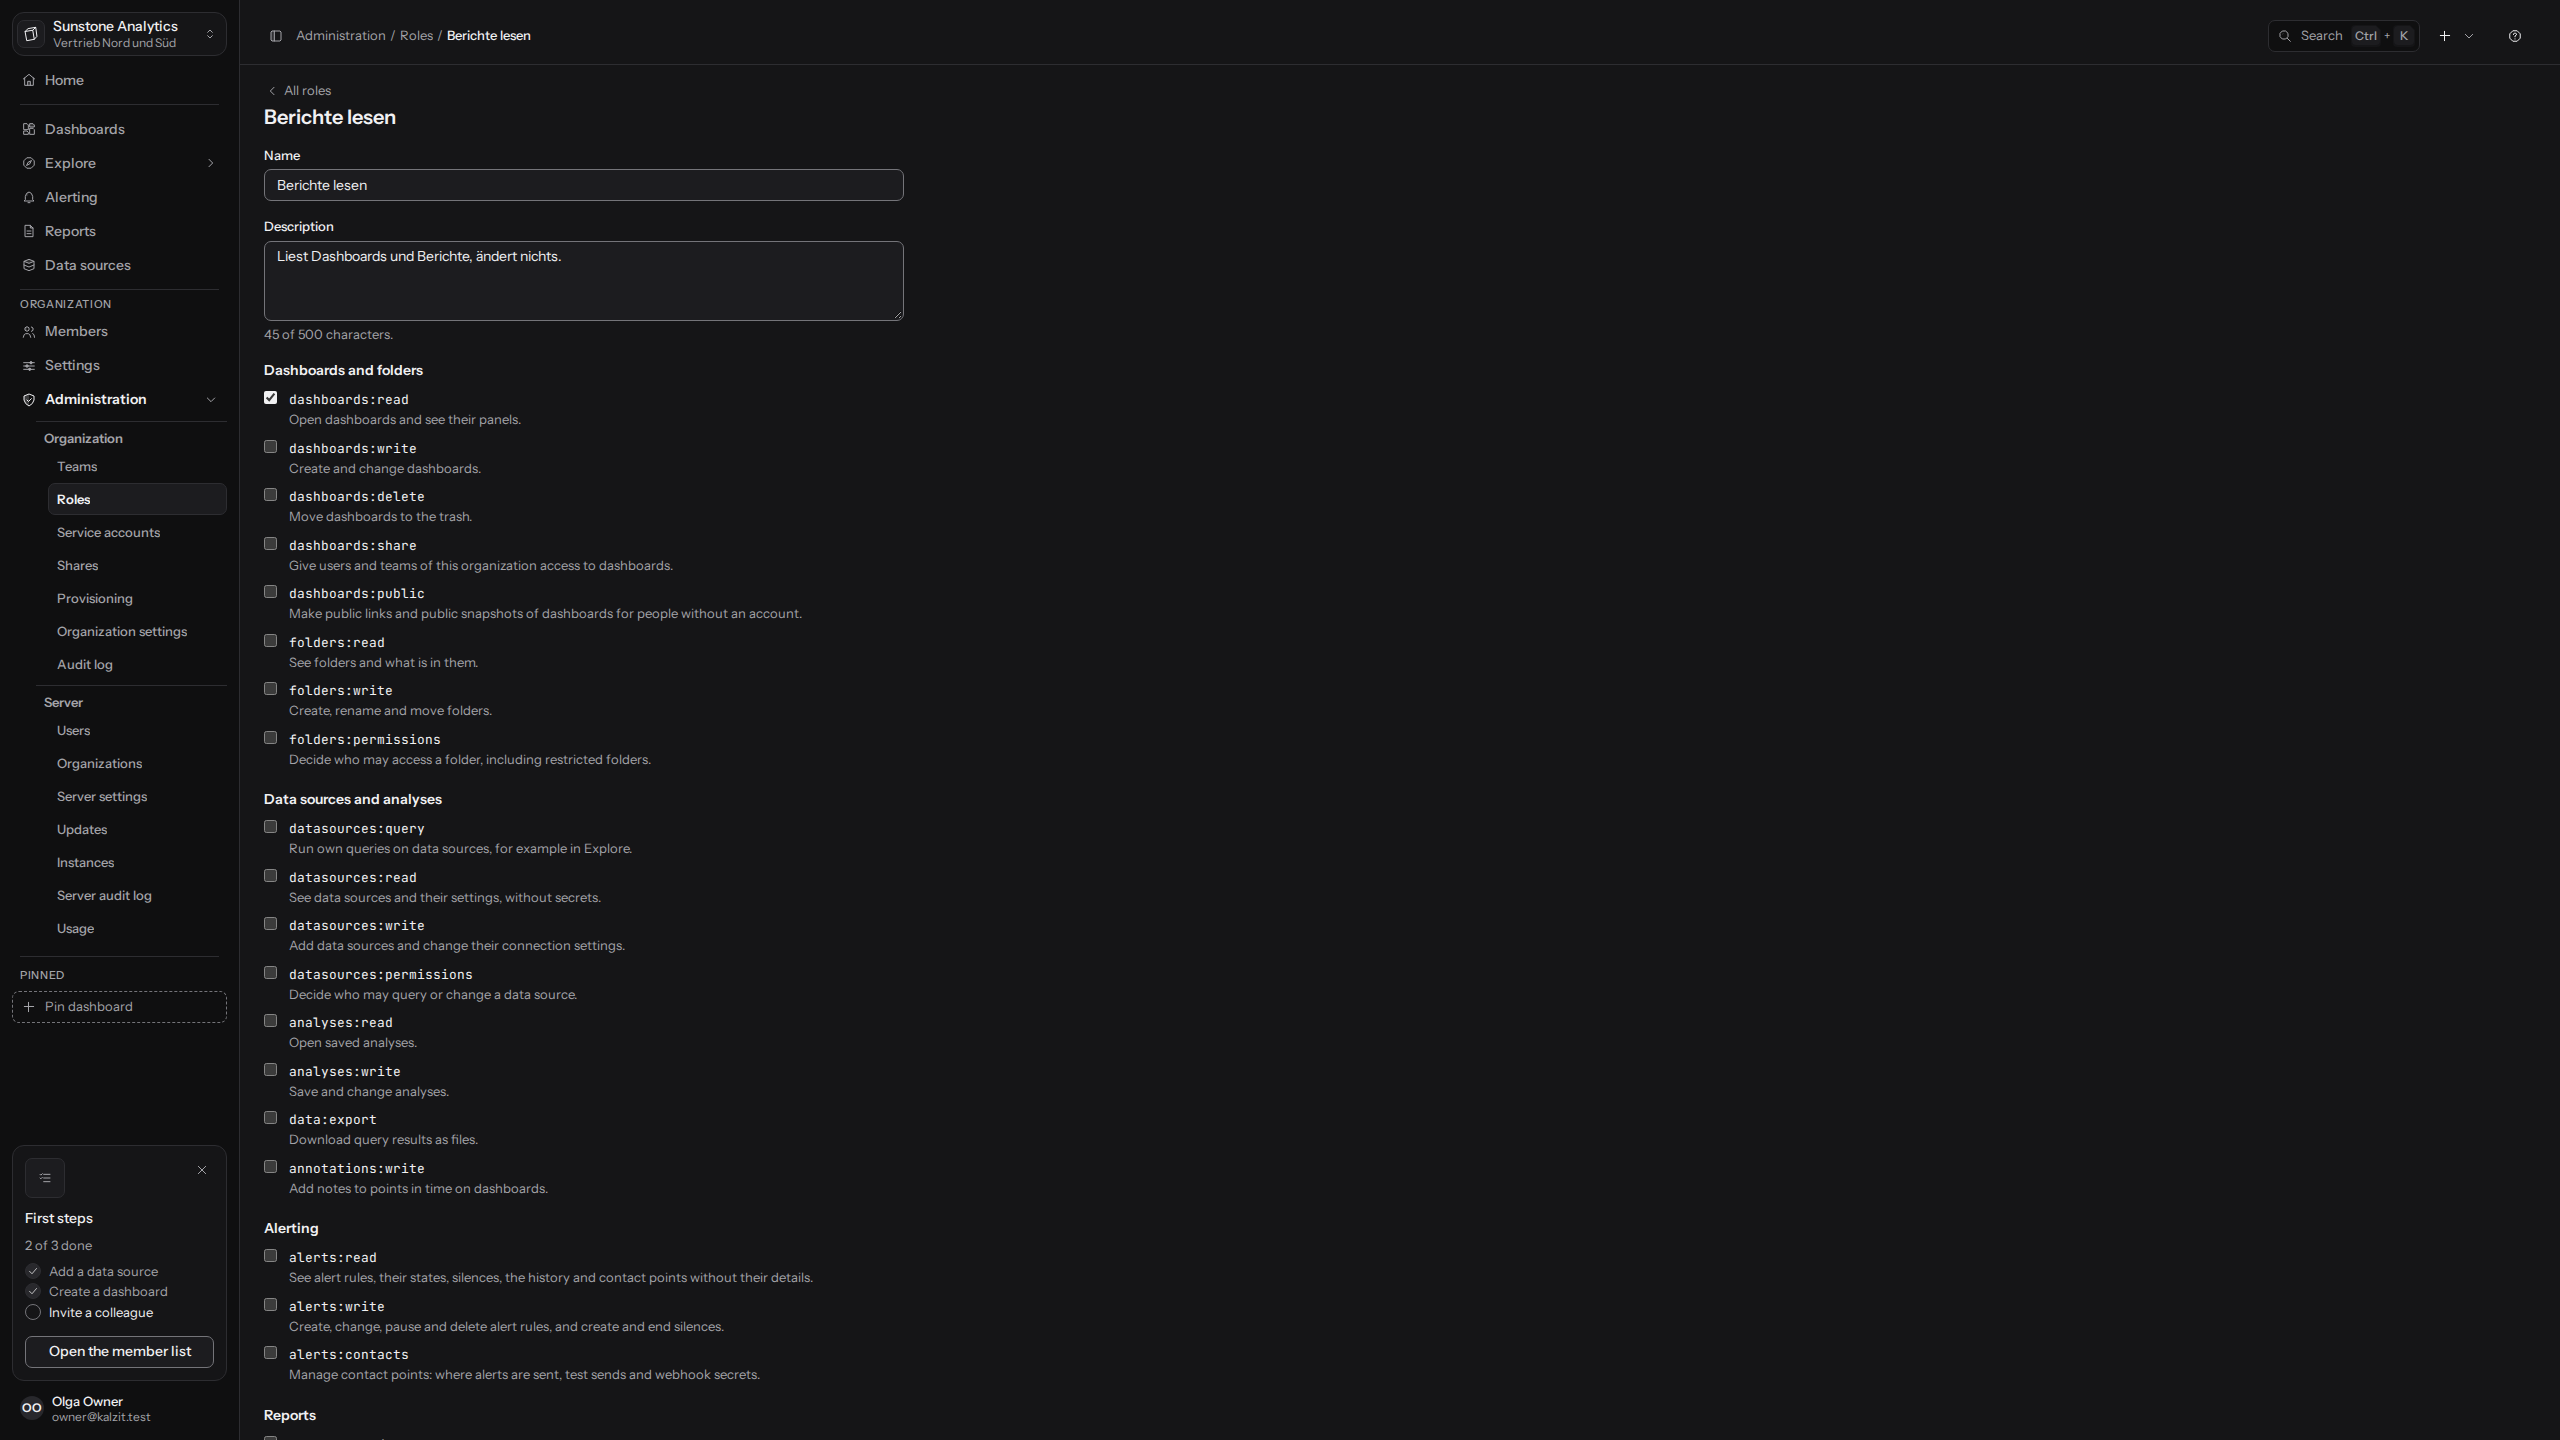 Sunstone Analytics
Vertrieb Nord und Süd
Home
Dashboards
Explore
Alerting
Reports
Data sources
ORGANIZATION
Members
Settings
Administration
Organization
Teams
Roles
Service accounts
Shares
Provisioning
Organization settings
Audit log
Server
Users
Organizations
Server settings
Updates
Instances
Server audit log
Usage
PINNED
Pin dashboard
First steps
2 of 3 done
Add a data source
Create a dashboard
Invite a colleague
Open the member list
OO
Olga Owner
owner@kalzit.test
Administration / Roles / Berichte lesen
Search Ctrl + K
All roles
Berichte lesen
Name
Berichte lesen
Description
Liest Dashboards und Berichte, ändert nichts.
45 of 500 characters.
Dashboards and folders
dashboards:read
Open dashboards and see their panels.
dashboards:write
Create and change dashboards.
dashboards:delete
Move dashboards to the trash.
dashboards:share
Give users and teams of this organization access to dashboards.
dashboards:public
Make public links and public snapshots of dashboards for people without an account.
folders:read
See folders and what is in them.
folders:write
Create, rename and move folders.
folders:permissions
Decide who may access a folder, including restricted folders.
Data sources and analyses
datasources:query
Run own queries on data sources, for example in Explore.
datasources:read
See data sources and their settings, without secrets.
datasources:write
Add data sources and change their connection settings.
datasources:permissions
Decide who may query or change a data source.
analyses:read
Open saved analyses.
analyses:write
Save and change analyses.
data:export
Download query results as files.
annotations:write
Add notes to points in time on dashboards.
Alerting
alerts:read
See alert rules, their states, silences, the history and contact points without their details.
alerts:write
Create, change, pause and delete alert rules, and create and end silences.
alerts:contacts
Manage contact points: where alerts are sent, test sends and webhook secrets.
Reports